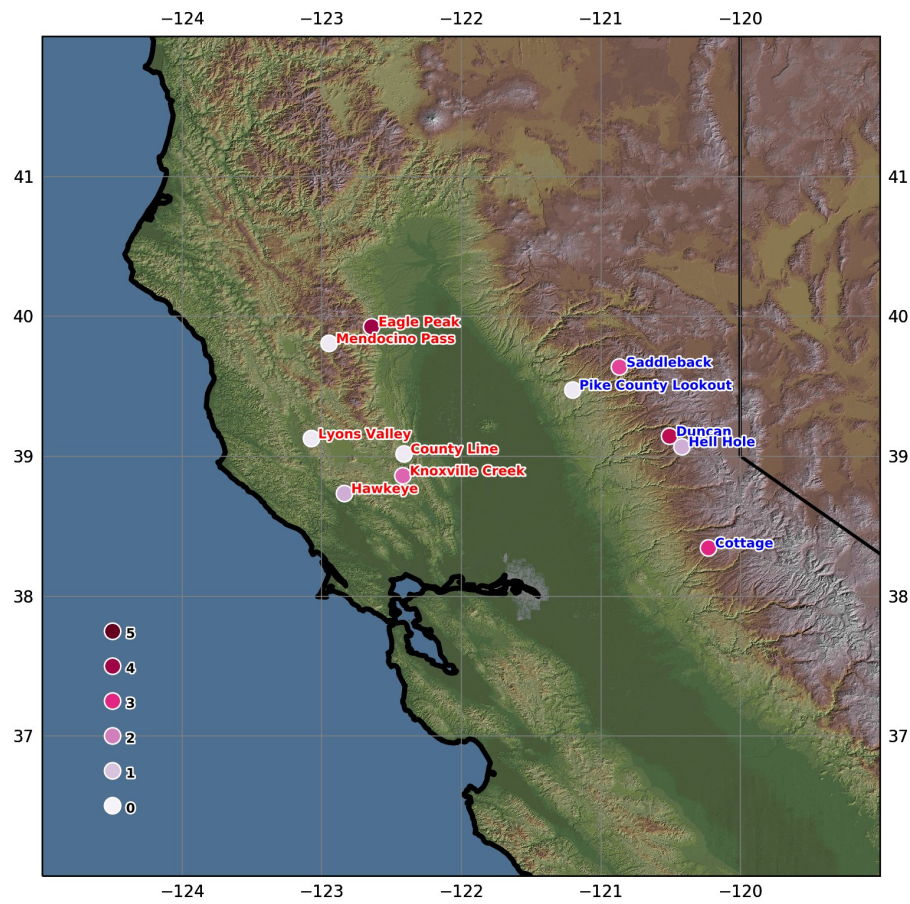 −124 −123 −122 −121 −120
41 41
40 40
Eagle Peak
Mendocino Pass
Saddleback
Pike County Lookout
Lyons Valley
Duncan
Hell Hole
County Line
39 39
Knoxville Creek
Hawkeye
Cottage
38 38
5
4
3
37 37
2
1
0
−124 −123 −122 −121 −120